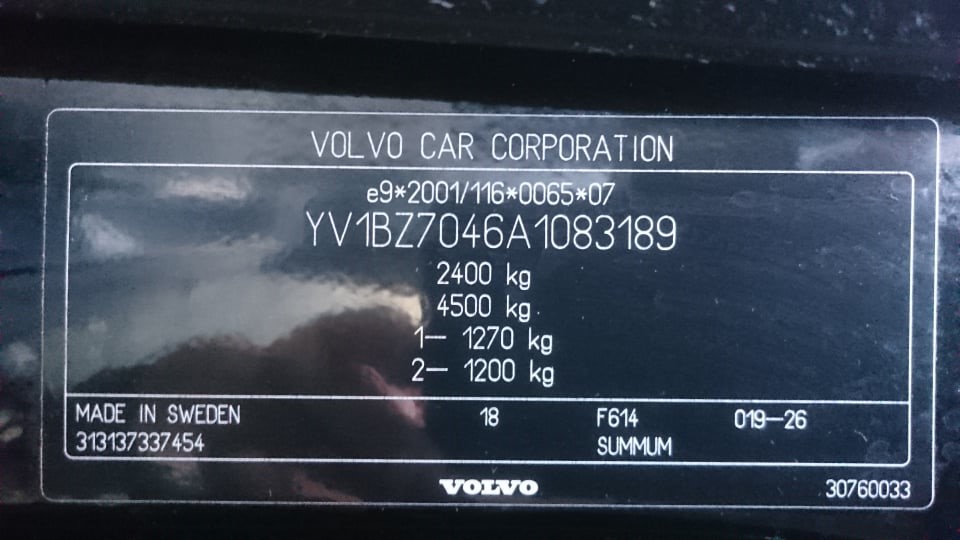 VOLVO CAR CORPORATION
e9*2001/116*0065*07
YV1BZ7046A1083189
2400 kg
4500 kg
1— 1270 kg
2— 1200 kg
MADE IN SWEDEN 18 F614 019—26
313137337454 SUMMUM
VOLVO 30760033